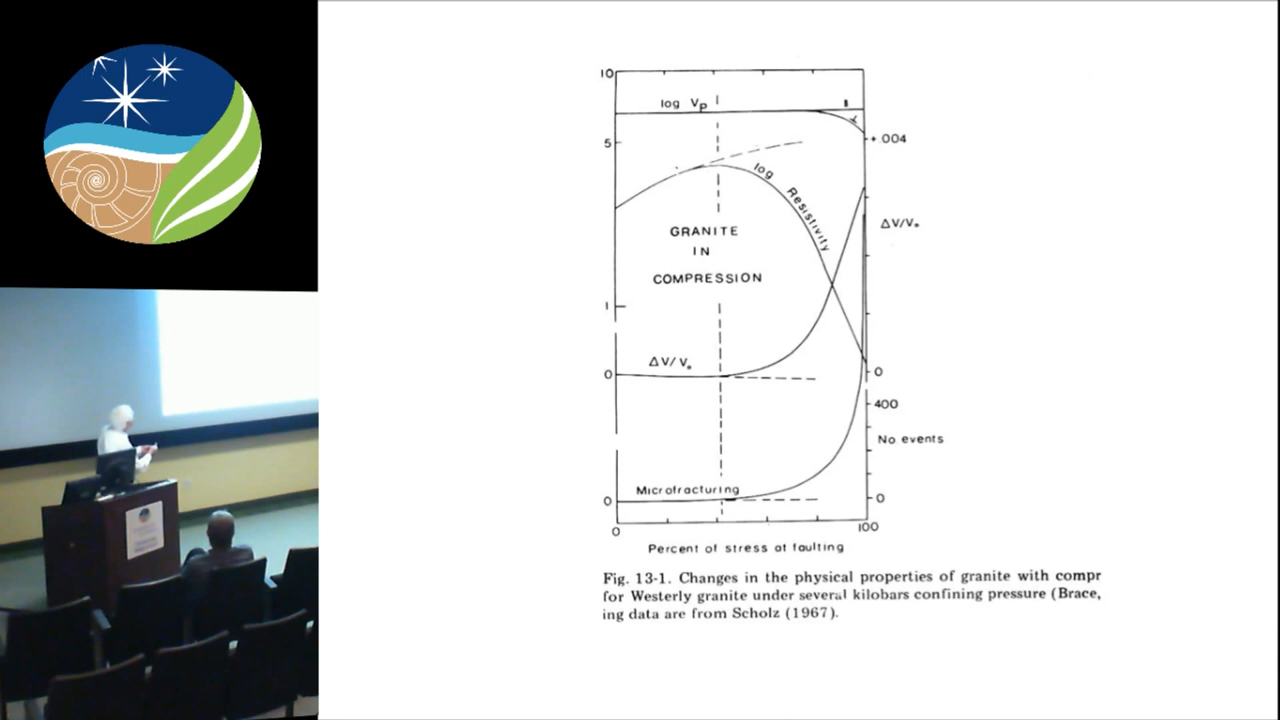 10
log Vp
⊥
∥
5
+.004
log Resistivity
ΔV/V₀
GRANITE
IN
COMPRESSION
1
ΔV/V₀
0
0
400
No events
Microfracturing
0
0
0
100
Percent of stress at faulting
Fig. 13-1. Changes in the physical properties of granite with compr
for Westerly granite under several kilobars confining pressure (Brace,
ing data are from Scholz (1967).